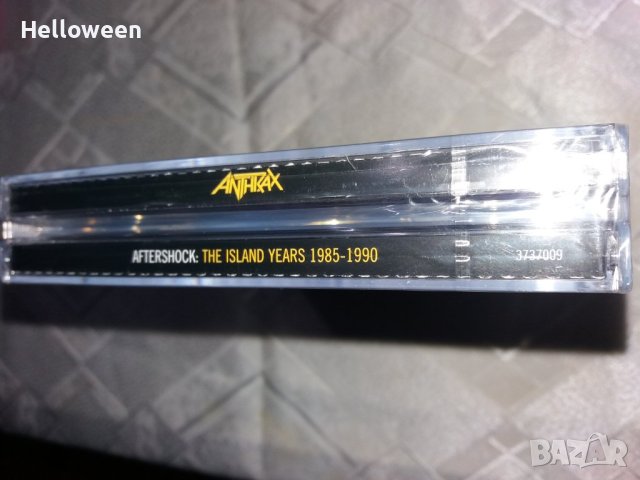 Helloween
ANTHRAX
AFTERSHOCK: THE ISLAND YEARS 1985-1990 3737009
BAZAR